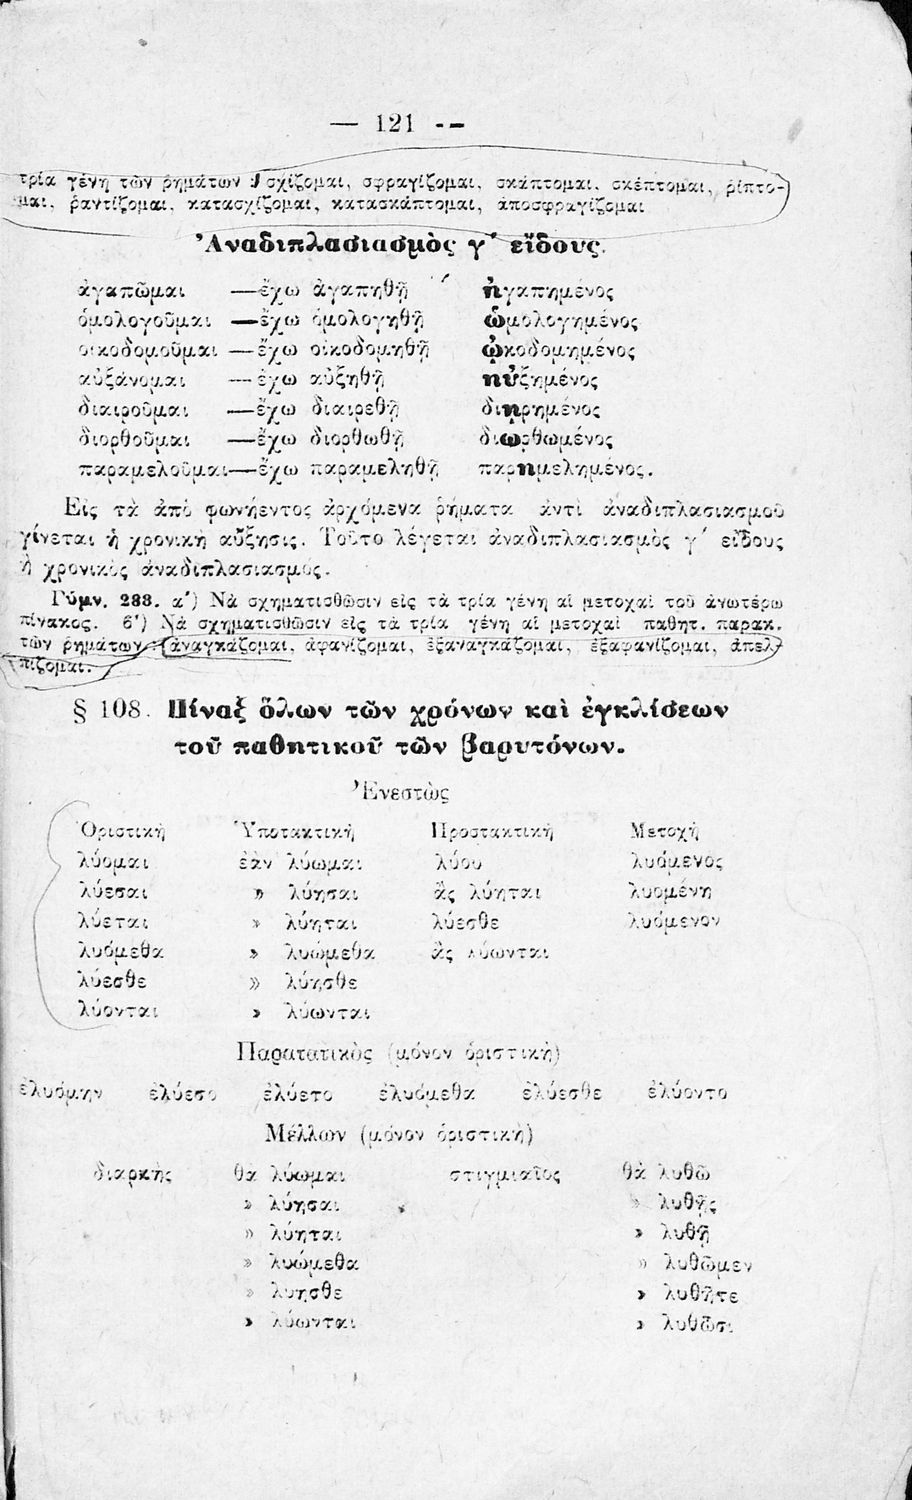 — 121 --
τρία γένη τῶν ῥημάτων : σχίζομαι, σφραγίζομαι, σκάπτομαι, σκέπτομαι, ῥίπτο-
μαι, ῥαντίζομαι, κατασχίζομαι, κατασκάπτομαι, ἀποσφραγίζομαι
Ἀναδιπλασιασμὸς γ΄ εἴδους.
ἀγαπῶμαι —ἔχω ἀγαπηθῆ ἠγαπημένος
ὁμολογοῦμαι —ἔχω ὁμολογηθῆ ὡμολογημένος
οἰκοδομοῦμαι —ἔχω οἰκοδομηθῆ ᾠκοδομημένος
αὐξάνομαι —ἔχω αὐξηθῆ ηὐξημένος
διαιροῦμαι —ἔχω διαιρεθῆ διῃρημένος
διορθοῦμαι —ἔχω διορθωθῆ διωρθωμένος
παραμελοῦμαι—ἔχω παραμεληθῆ παρημελημένος.
Εἰς τὰ ἀπὸ φωνήεντος ἀρχόμενα ῥήματα ἀντὶ ἀναδιπλασιασμοῦ
γίνεται ἡ χρονικὴ αὔξησις. Τοῦτο λέγεται ἀναδιπλασιασμὸς γ΄ εἴδους
ἢ χρονικὸς ἀναδιπλασιασμός.
Γύμν. 288. α΄) Νὰ σχηματισθῶσιν εἰς τὰ τρία γένη αἱ μετοχαὶ τοῦ ἀνωτέρω
πίνακος. β΄) Νὰ σχηματισθῶσιν εἰς τὰ τρία γένη αἱ μετοχαὶ παθητ. παρακ.
τῶν ῥημάτων ἀναγκάζομαι, ἀφανίζομαι, ἐξαναγκάζομαι, ἐξαφανίζομαι, ἀπελ-
πίζομαι.
§ 108. Πίναξ ὅλων τῶν χρόνων καὶ ἐγκλίσεων
τοῦ παθητικοῦ τῶν βαρυτόνων.
Ἐνεστὼς
Ὁριστικὴ Ὑποτακτικὴ Προστακτικὴ Μετοχὴ
λύομαι ἐὰν λύωμαι λύου λυόμενος
λύεσαι » λύησαι ἂς λύηται λυομένη
λύεται » λύηται λύεσθε λυόμενον
λυόμεθα » λυώμεθα ἂς λύωνται
λύεσθε » λύησθε
λύονται » λύωνται
Παρατατικὸς (μόνον ὁριστικὴ)
ἐλυόμην ἐλύεσο ἐλύετο ἐλυόμεθα ἐλύεσθε ἐλύοντο
Μέλλων (μόνον ὁριστικὴ)
διαρκὴς θὰ λύωμαι στιγμιαῖος θὰ λυθῶ
» λύησαι » λυθῇς
» λύηται » λυθῇ
» λυώμεθα » λυθῶμεν
» λύησθε » λυθῆτε
» λύωνται » λυθῶσι